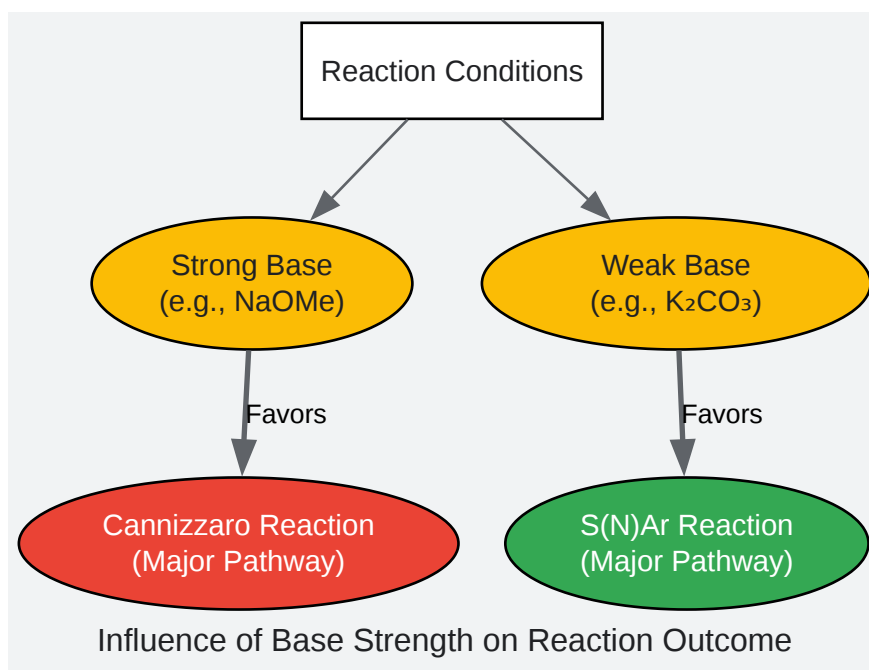 Reaction Conditions
Strong Base
(e.g., NaOMe)
Weak Base
(e.g., K₂CO₃)
Favors
Favors
Cannizzaro Reaction
(Major Pathway)
S(N)Ar Reaction
(Major Pathway)
Influence of Base Strength on Reaction Outcome